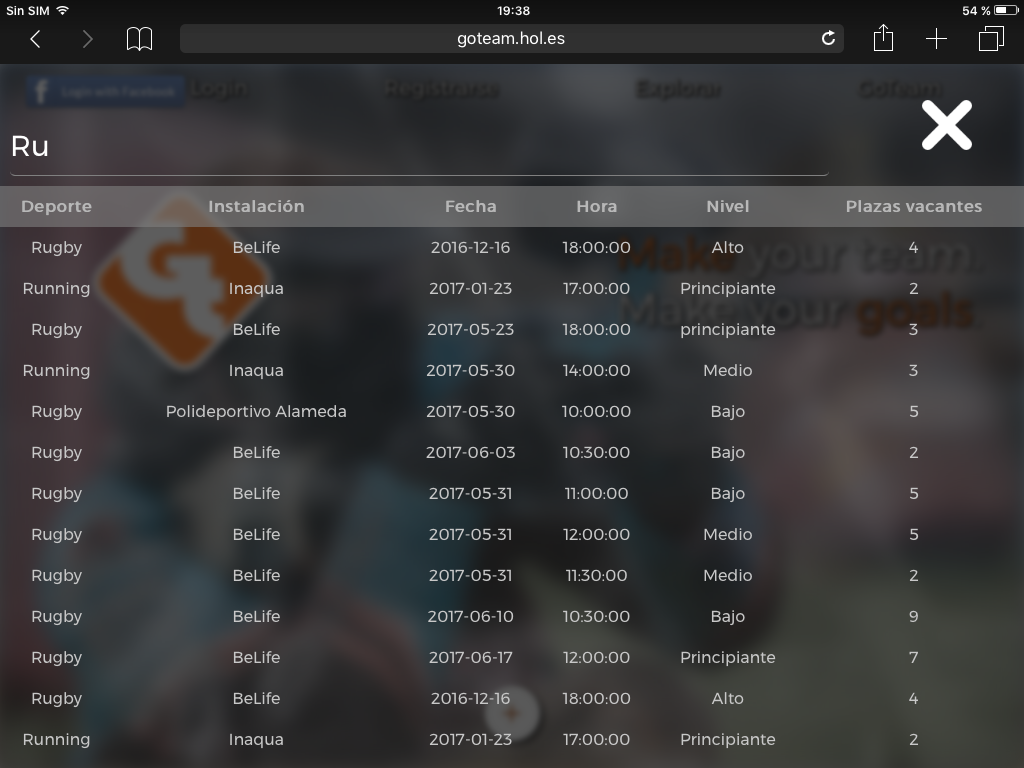 Sin SIM 19:38 54 %
goteam.hol.es
Login with Facebook Login Registrarse Explorar GoTeam
Ru
Deporte Instalación Fecha Hora Nivel Plazas vacantes
Rugby BeLife 2016-12-16 18:00:00 Alto 4
Make your team.
Running Inaqua 2017-01-23 17:00:00 Principiante 2
Make your goals.
Rugby BeLife 2017-05-23 18:00:00 principiante 3
Running Inaqua 2017-05-30 14:00:00 Medio 3
Rugby Polideportivo Alameda 2017-05-30 10:00:00 Bajo 5
Rugby BeLife 2017-06-03 10:30:00 Bajo 2
Rugby BeLife 2017-05-31 11:00:00 Bajo 5
Rugby BeLife 2017-05-31 12:00:00 Medio 5
Rugby BeLife 2017-05-31 11:30:00 Medio 2
Rugby BeLife 2017-06-10 10:30:00 Bajo 9
Rugby BeLife 2017-06-17 12:00:00 Principiante 7
Rugby BeLife 2016-12-16 18:00:00 Alto 4
Running Inaqua 2017-01-23 17:00:00 Principiante 2